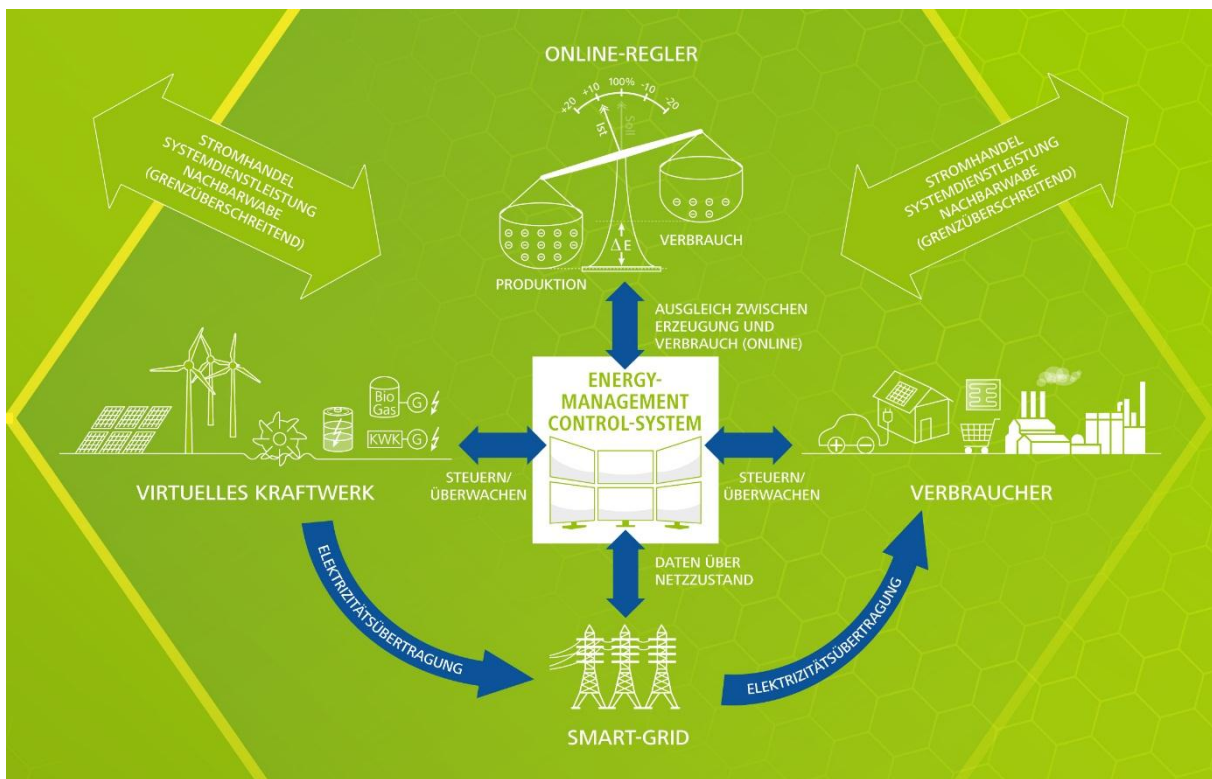 ONLINE-REGLER
+20
+10
100%
-10
-20
Ist
Soll
STROMHANDEL
SYSTEMDIENSTLEISTUNG
NACHBARWABE
(GRENZÜBERSCHREITEND)
STROMHANDEL
SYSTEMDIENSTLEISTUNG
NACHBARWABE
(GRENZÜBERSCHREITEND)
ΔE
VERBRAUCH
PRODUKTION
AUSGLEICH ZWISCHEN
ERZEUGUNG UND
VERBRAUCH (ONLINE)
ENERGY-
MANAGEMENT
CONTROL-SYSTEM
Bio
Gas
G
KWK
G
STEUERN/
ÜBERWACHEN
STEUERN/
ÜBERWACHEN
VIRTUELLES KRAFTWERK
VERBRAUCHER
DATEN ÜBER
NETZZUSTAND
ELEKTRIZITÄTSÜBERTRAGUNG
ELEKTRIZITÄTSÜBERTRAGUNG
SMART-GRID